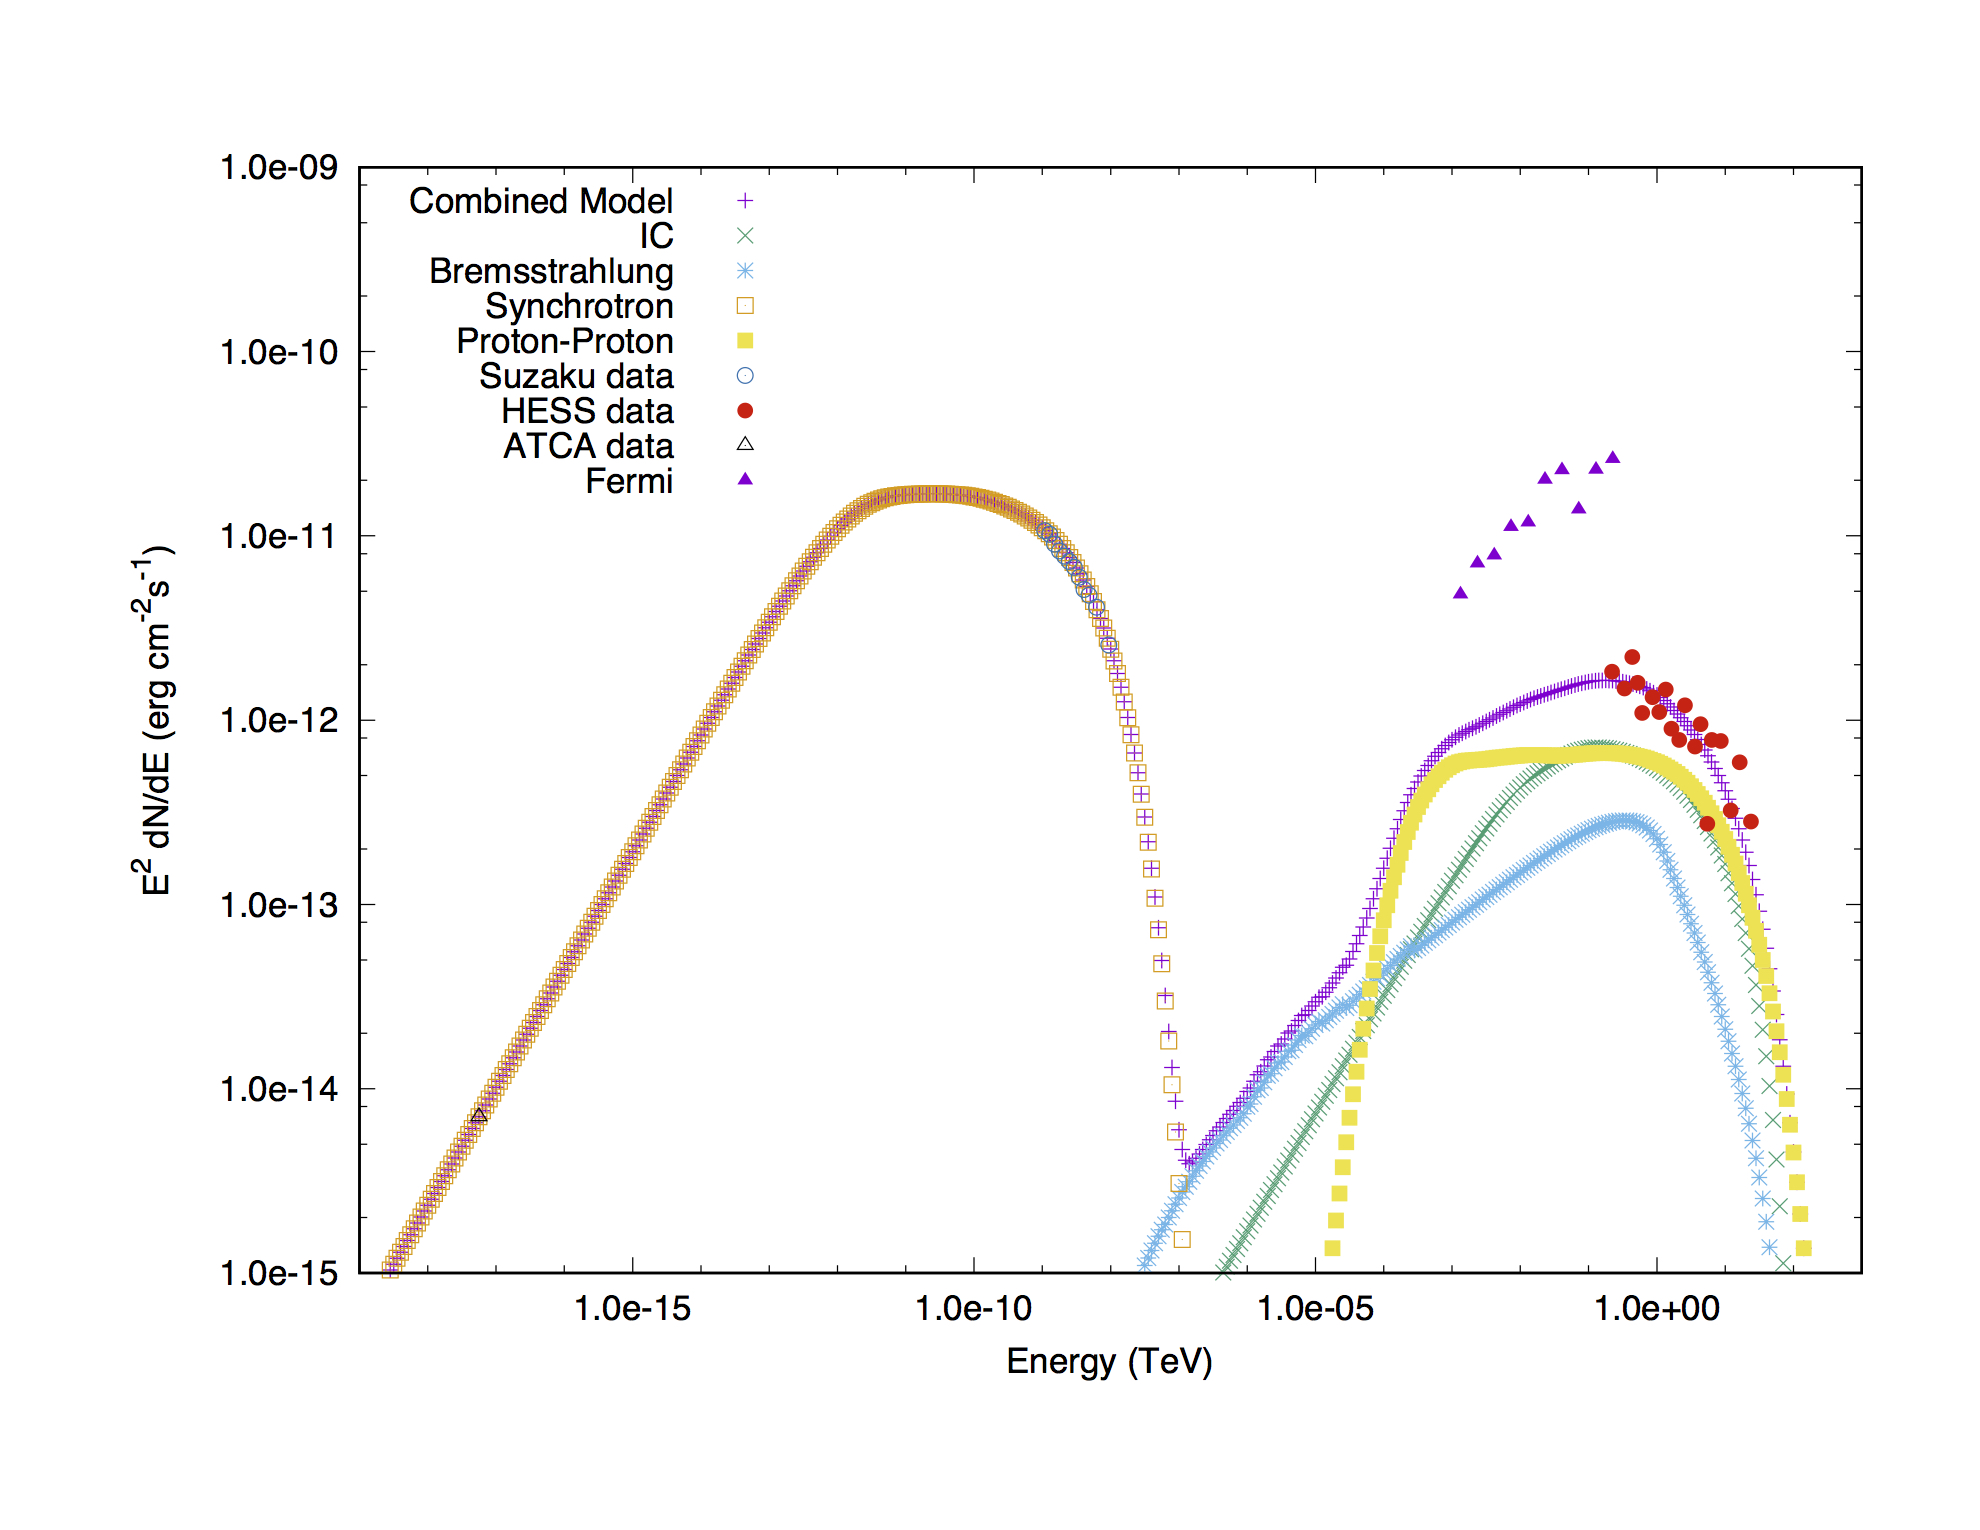 1.0e-09
1.0e-10
1.0e-11
1.0e-12
1.0e-13
1.0e-14
1.0e-15
E2 dN/dE (erg cm-2s-1)
Combined Model
IC
Bremsstrahlung
Synchrotron
Proton-Proton
Suzaku data
HESS data
ATCA data
Fermi
1.0e-15 1.0e-10 1.0e-05 1.0e+00
Energy (TeV)